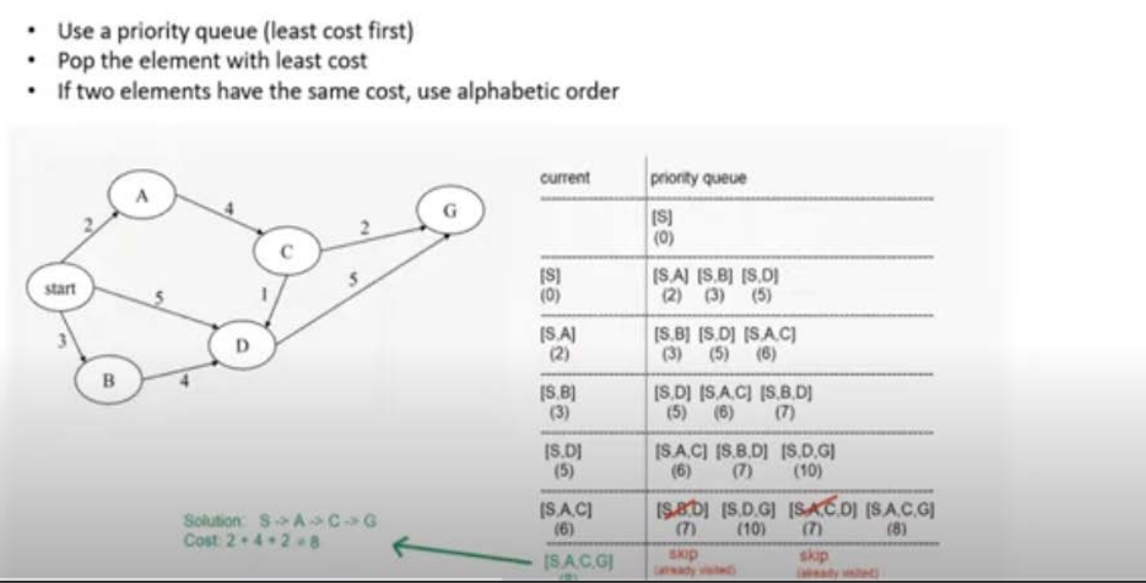 • Use a priority queue (least cost first)
• Pop the element with least cost
• If two elements have the same cost, use alphabetic order
current priority queue
[S]
(0)
[S] [S,A] [S,B] [S,D]
(0) (2) (3) (5)
[S,A] [S,B] [S,D] [S,A,C]
(2) (3) (5) (6)
[S,B] [S,D] [S,A,C] [S,B,D]
(3) (5) (6) (7)
[S,D] [S,A,C] [S,B,D] [S,D,G]
(5) (6) (7) (10)
[S,A,C] [S,B,D] [S,D,G] [S,A,C,D] [S,A,C,G]
(6) (7) (10) (7) (8)
[S,A,C,G] skip skip
(8) (already visited) (already visited)
A
4
G
2
2
C
start
5
5
1
3
D
B
4
Solution: S -> A -> C -> G
Cost: 2 + 4 + 2 = 8